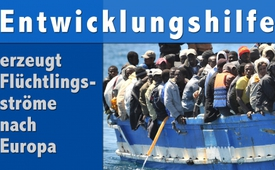 Entwicklungshilfe
erzeugt
Flüchtlings-
ströme
nach
Europa